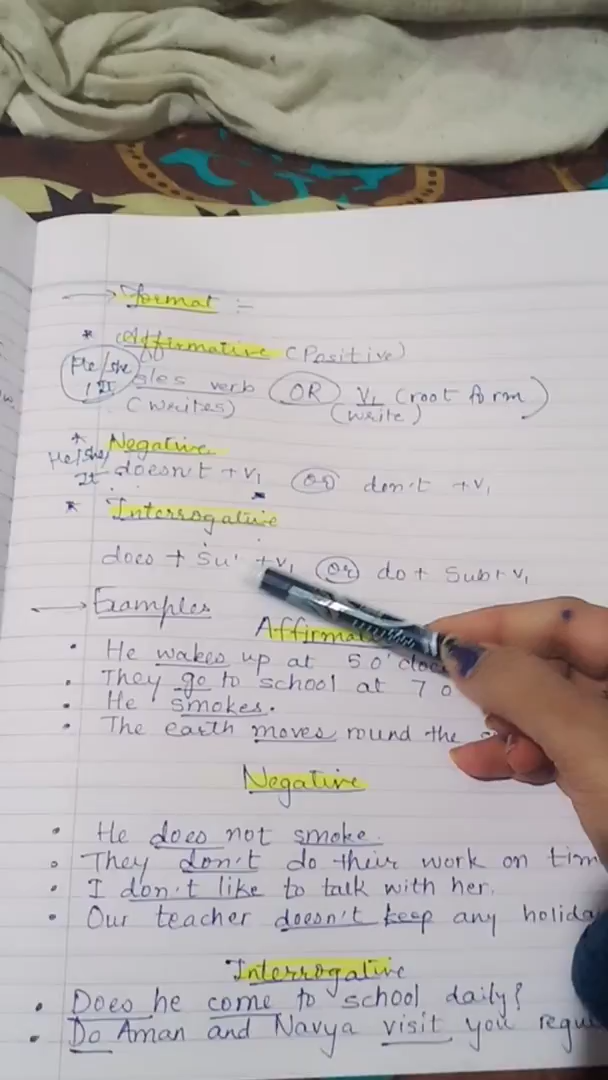 → Format :-
* Affirmative (Positive)
He/she/It s/es verb OR V1 (root form)
(Writes) (write)
* Negative
He/She/It doesn't + V1 or don't + V1
* Interrogative
does + Su + V1 or do + Sub + V1
→ Examples
Affirma
• He wakes up at 5 o'cloc
• They go to school at 7 o
• He smokes.
• The earth moves round the
Negative
• He does not smoke.
• They don't do their work on tim
• I don't like to talk with her.
• Our teacher doesn't keep any holida
Interrogative
• Does he come to school daily?
• Do Aman and Navya visit you regu